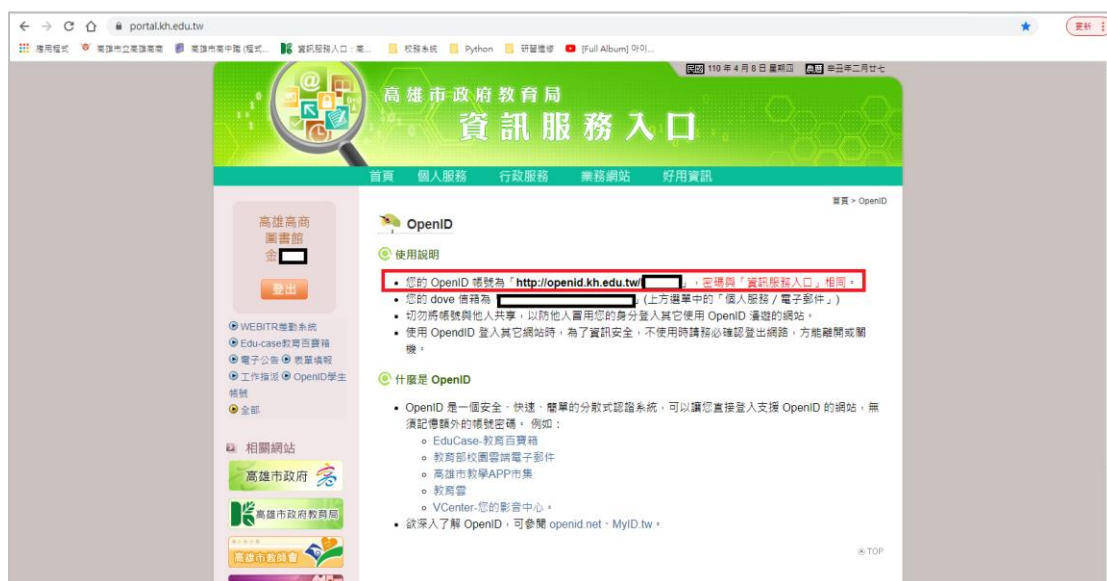 portal.kh.edu.tw
更新
應用程式 高雄市立高雄高商 高雄市高中職 (程式... 資訊服務入口：高... 校務系統 Python 研習進修 [Full Album] 아이...
民國 110 年 4 月 8 日 星期四 農曆 辛丑年二月廿七
高雄市政府教育局
資訊服務入口
首頁 個人服務 行政服務 業務網站 好用資訊
首頁 > OpenID
高雄高商
圖書館
金
登出
WEBITR差勤系統
Edu-case教育百寶箱
電子公告 表單填報
工作指派 OpenID學生
帳號
全部
相關網站
高雄市政府
高雄市政府教育局
高雄市教師會
OpenID
使用說明
您的 OpenID 帳號為「http://openid.kh.edu.tw/ 」，密碼與「資訊服務入口」相同。
您的 dove 信箱為「 」(上方選單中的「個人服務 / 電子郵件」)
切勿將帳號與他人共享，以防他人冒用您的身分登入其它使用 OpenID 漫遊的網站。
使用 OpendID 登入其它網站時，為了資訊安全，不使用時請務必確認登出網路，方能離開或關
機。
什麼是 OpenID
OpenID 是一個安全、快速、簡單的分散式認證系統，可以讓您直接登入支援 OpenID 的網站，無
須記憶額外的帳號密碼。 例如：
EduCase-教育百寶箱
教育部校園雲端電子郵件
高雄市教學APP市集
教育雲
VCenter-您的影音中心。
欲深入了解 OpenID，可參閱 openid.net、MyID.tw。
TOP